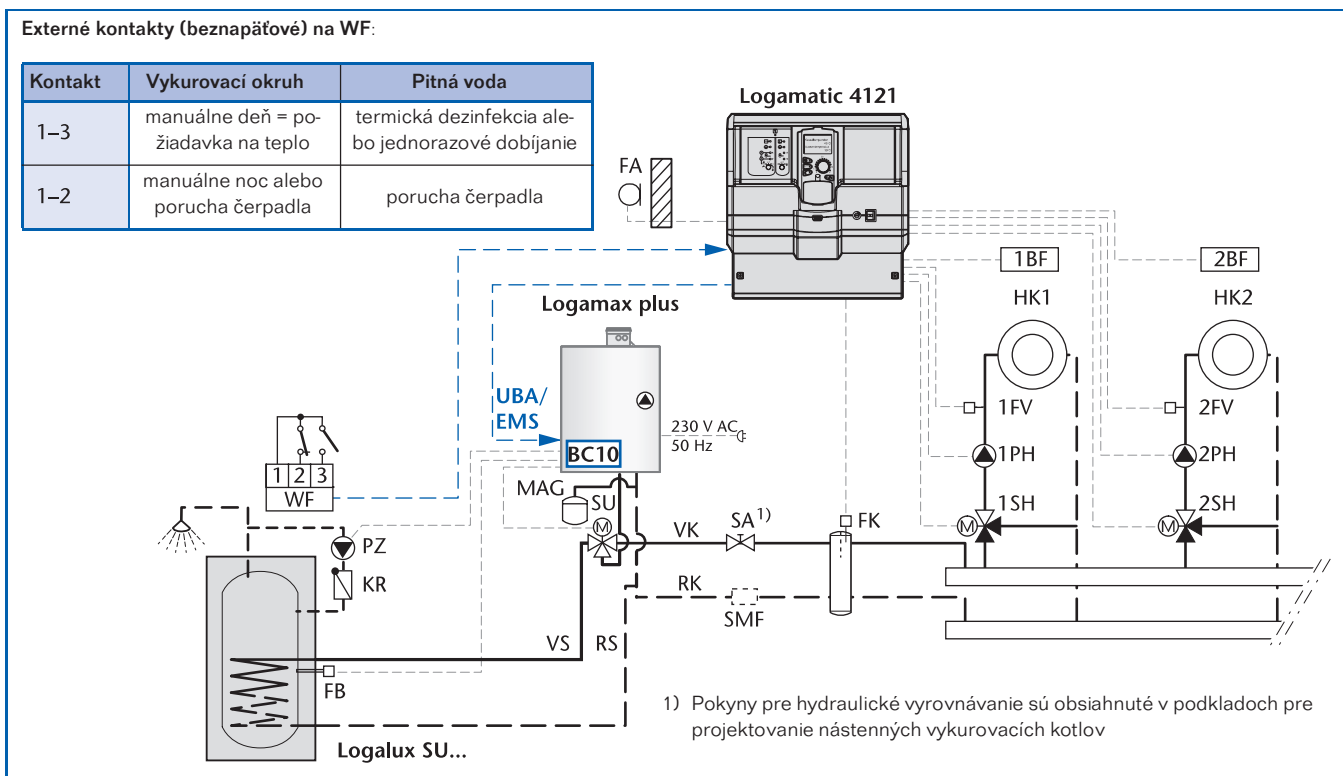 Externé kontakty (beznapäťové) na WF:
Kontakt Vykurovací okruh Pitná voda
1–3
manuálne deň = po-
žiadavka na teplo
termická dezinfekcia ale-
bo jednorazové dobíjanie
1–2
manuálne noc alebo
porucha čerpadla
porucha čerpadla
Logamatic 4121
FA
1BF
2BF
HK1
HK2
Logamax plus
UBA/
EMS
BC10
230 V AC
50 Hz
1FV
2FV
1PH
2PH
1SH
2SH
M
M
1 2 3
WF
MAG
SU
M
VK
SA1)
FK
RK
SMF
PZ
KR
VS
RS
FB
Logalux SU...
1) Pokyny pre hydraulické vyrovnávanie sú obsiahnuté v podkladoch pre
projektovanie nástenných vykurovacích kotlov